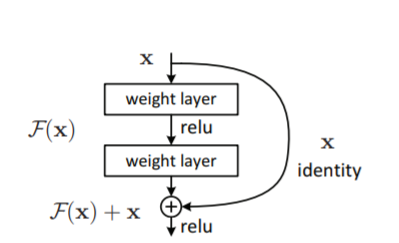 x
weight layer
relu
F(x)
weight layer
x
identity
F(x) + x
relu